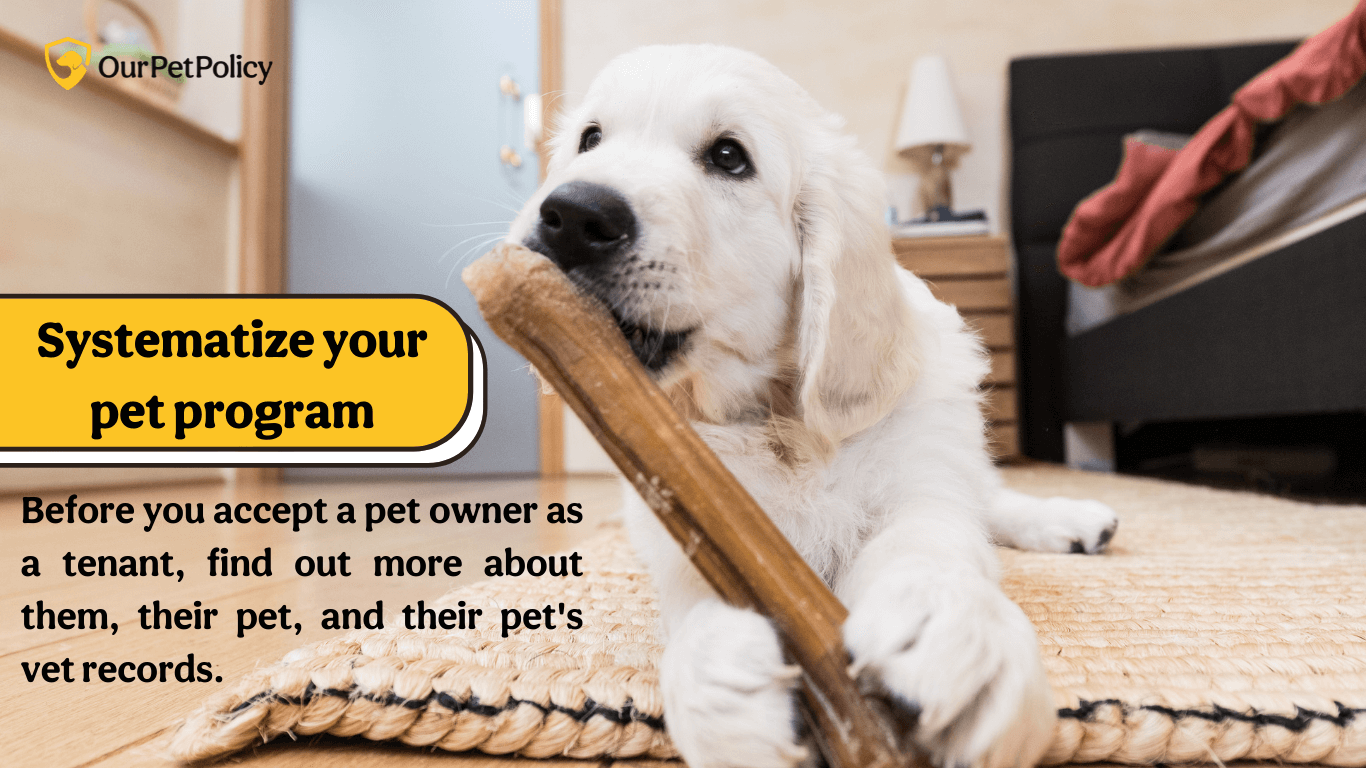 OurPetPolicy
Systematize your
pet program
Before you accept a pet owner as
a tenant, find out more about
them, their pet, and their pet's
vet records.